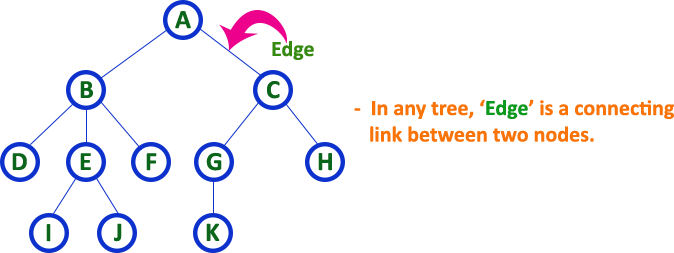 A
Edge
B
C
- In any tree, ‘Edge’ is a connecting
link between two nodes.
D
E
F
G
H
I
J
K